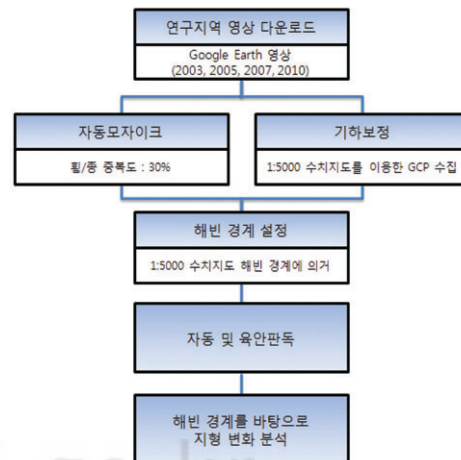 연구지역 영상 다운로드
Google Earth 영상
(2003, 2005, 2007, 2010)
자동모자이크
횡/종 중복도 : 30%
기하보정
1:5000 수치지도를 이용한 GCP 수집
해빈 경계 설정
1:5000 수치지도 해빈 경계에 의거
자동 및 육안판독
해빈 경계를 바탕으로
지형 변화 분석